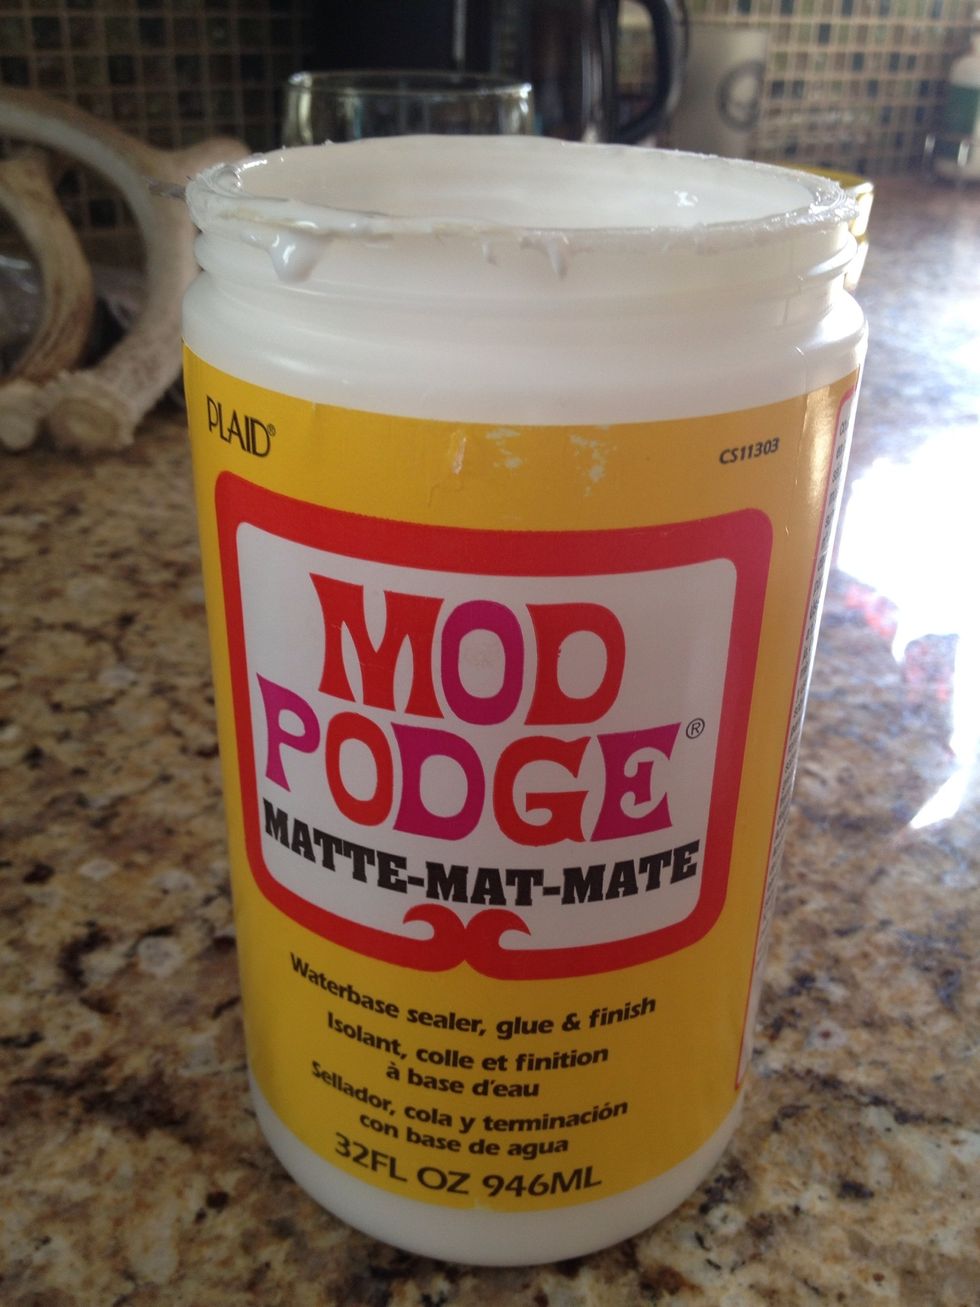 PLAID®
CS11303
MOD
PODGE®
MATTE-MAT-MATE
Waterbase sealer, glue & finish
Isolant, colle et finition
à base d'eau
Sellador, cola y terminación
con base de agua
32FL OZ 946ML